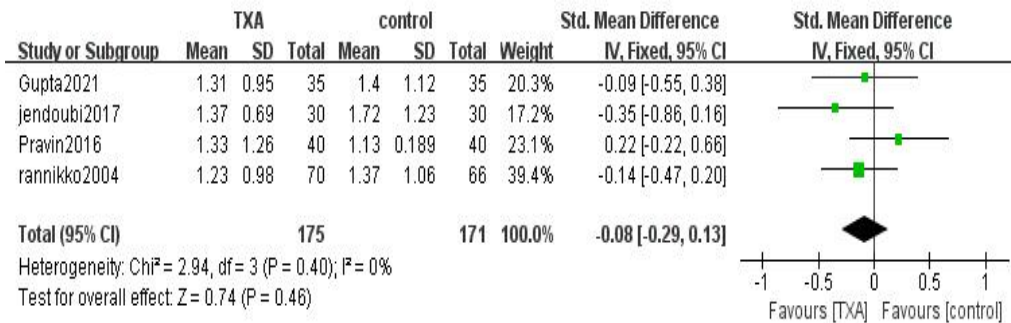 TXA control Std. Mean Difference Std. Mean Difference
Study or Subgroup Mean SD Total Mean SD Total Weight IV, Fixed, 95% CI IV, Fixed, 95% CI
Gupta2021 1.31 0.95 35 1.4 1.12 35 20.3% -0.09 [-0.55, 0.38]
jendoubi2017 1.37 0.69 30 1.72 1.23 30 17.2% -0.35 [-0.86, 0.16]
Pravin2016 1.33 1.26 40 1.13 0.189 40 23.1% 0.22 [-0.22, 0.66]
rannikko2004 1.23 0.98 70 1.37 1.06 66 39.4% -0.14 [-0.47, 0.20]
Total (95% CI) 175 171 100.0% -0.08 [-0.29, 0.13]
Heterogeneity: Chi² = 2.94, df = 3 (P = 0.40); I² = 0%
Test for overall effect: Z = 0.74 (P = 0.46)
-1 -0.5 0 0.5 1
Favours [TXA] Favours [control]